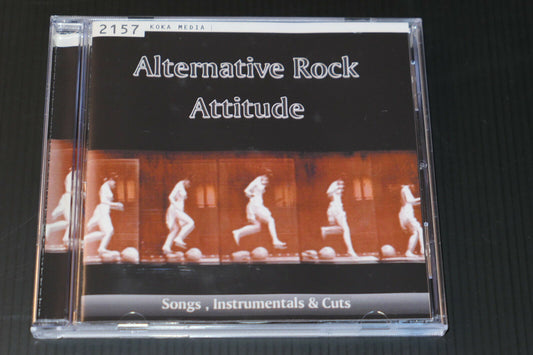 2157 KOKA MEDIA
Alternative Rock
Attitude
Songs , Instrumentals & Cuts